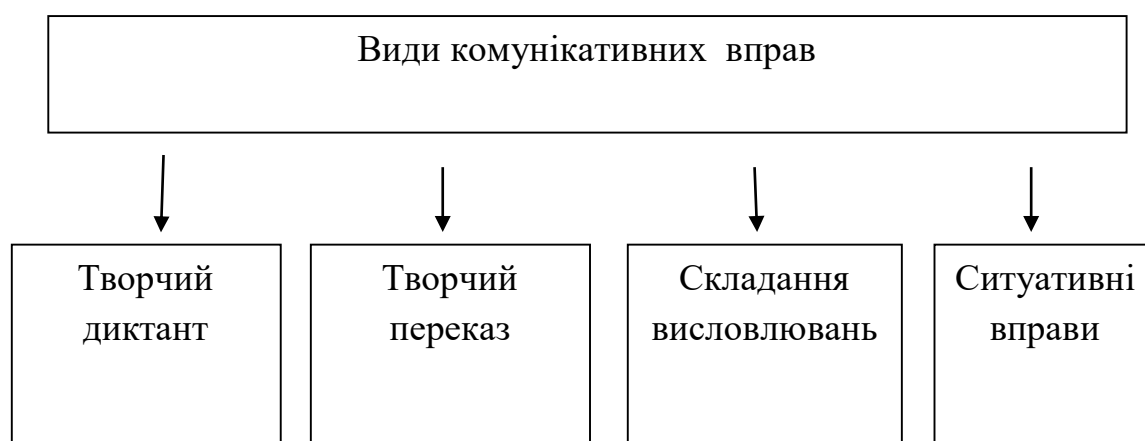 Види комунікативних вправ
Творчий
диктант
Творчий
переказ
Складання
висловлювань
Ситуативні
вправи